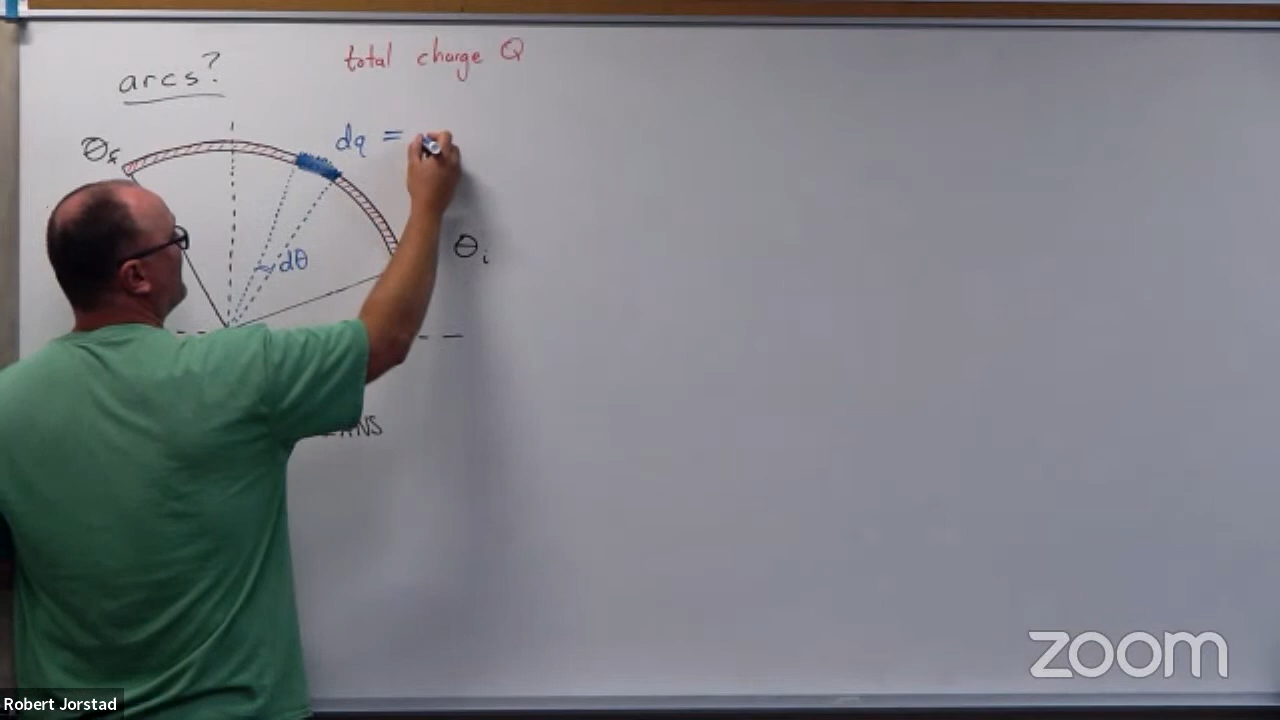 total charge Q
arcs?
dq =
θf
θi
dθ
zoom
Robert Jorstad